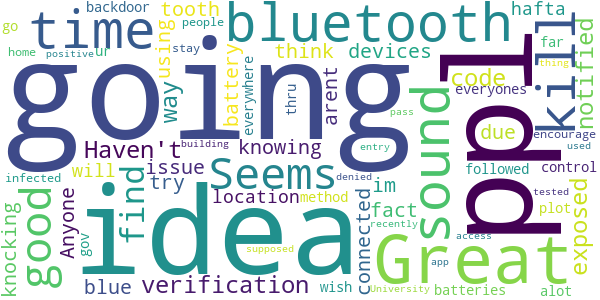 going
idea
ppl
Great
time
bluetooth
kill
sound
Seems
good
find
verification
Haven't
code
way
think
devices
tooth
using
battery
knowing
arent
notified
due
exposed
fact
issue
try
location
im
connected
blue
knocking
Anyone
will
hafta
backdoor
go
ur
people
home
positive
stay
everywhere
thru
far
thing
everyones
encourage
followed
control
used
pass
entry
building
denied
tested
plot
method
wish
infected
gov
supposed
recently
access
app
University
batteries
alot